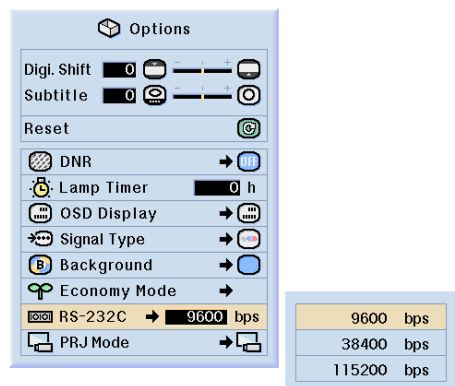 Options
Digi. Shift 0 - +
Subtitle 0 - +
Reset
DNR OFF
Lamp Timer 0 h
OSD Display
Signal Type
B Background
Economy Mode
RS-232C 9600 bps
PRJ Mode
9600 bps
38400 bps
115200 bps